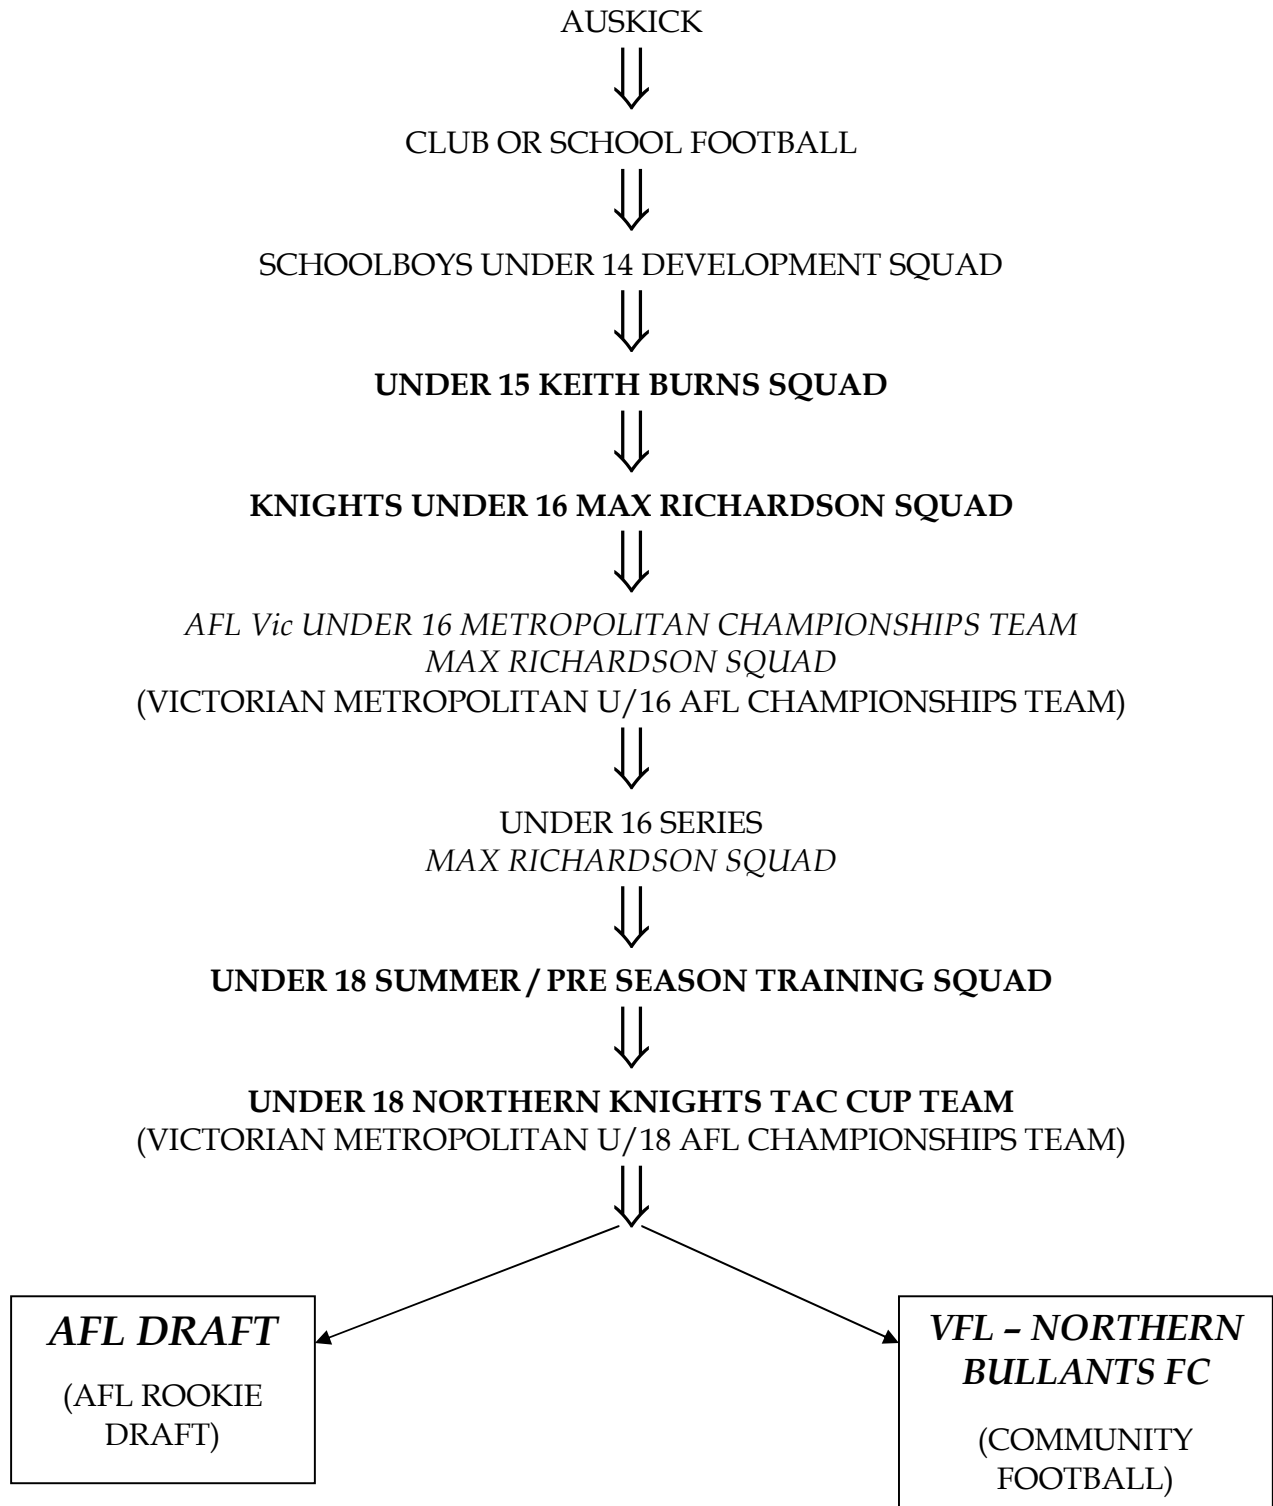 AUSKICK
CLUB OR SCHOOL FOOTBALL
SCHOOLBOYS UNDER 14 DEVELOPMENT SQUAD
UNDER 15 KEITH BURNS SQUAD
KNIGHTS UNDER 16 MAX RICHARDSON SQUAD
AFL Vic UNDER 16 METROPOLITAN CHAMPIONSHIPS TEAM
MAX RICHARDSON SQUAD
(VICTORIAN METROPOLITAN U/16 AFL CHAMPIONSHIPS TEAM)
UNDER 16 SERIES
MAX RICHARDSON SQUAD
UNDER 18 SUMMER / PRE SEASON TRAINING SQUAD
UNDER 18 NORTHERN KNIGHTS TAC CUP TEAM
(VICTORIAN METROPOLITAN U/18 AFL CHAMPIONSHIPS TEAM)
AFL DRAFT
(AFL ROOKIE
DRAFT)
VFL – NORTHERN
BULLANTS FC
(COMMUNITY
FOOTBALL)